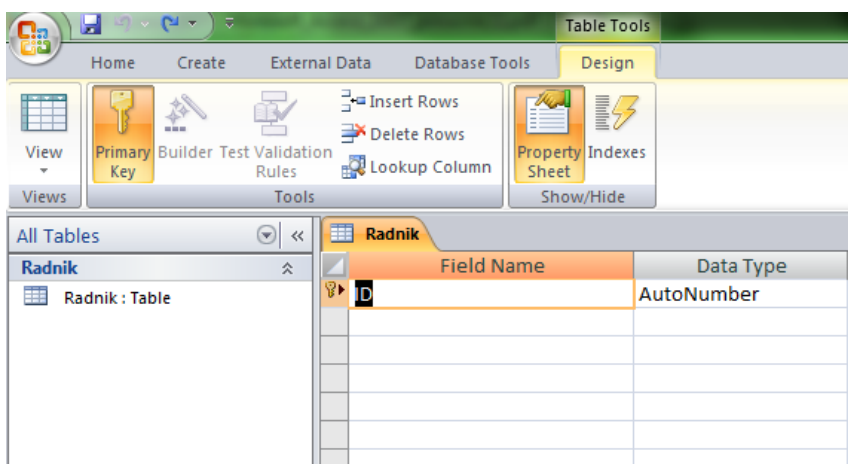 Table Tools
Home Create External Data Database Tools Design
View
Primary Key
Builder
Test Validation Rules
Insert Rows
Delete Rows
Lookup Column
Property Sheet
Indexes
Views Tools Show/Hide
All Tables
Radnik
Radnik : Table
Radnik
Field Name Data Type
ID AutoNumber